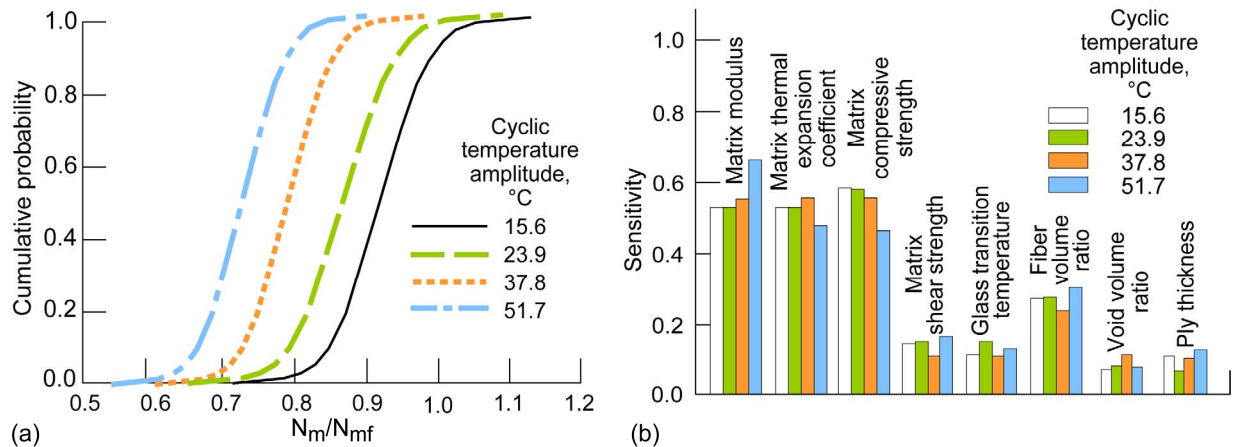 1.0
0.8
0.6
0.4
0.2
0.0
Cumulative probability
0.5
0.6
0.7
0.8
0.9
1.0
1.1
1.2
Nm/Nmf
Cyclic
temperature
amplitude,
°C
15.6
23.9
37.8
51.7
(a)
1.0
0.8
0.6
0.4
0.2
0.0
Sensitivity
Matrix modulus
Matrix thermal
expansion
coefficient
Matrix
compressive
strength
Matrix
shear strength
Glass transition
temperature
Fiber
volume
ratio
Void volume
ratio
Ply thickness
Cyclic
temperature
amplitude,
°C
15.6
23.9
37.8
51.7
(b)